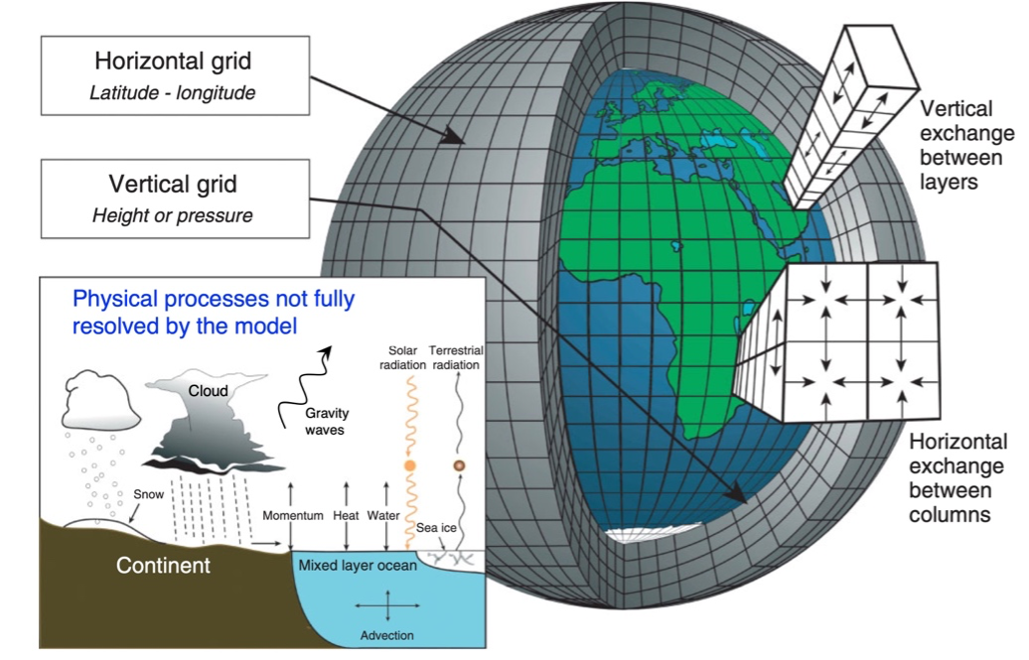 Horizontal grid
Latitude - longitude
Vertical grid
Height or pressure
Vertical
exchange
between
layers
Horizontal
exchange
between
columns
Physical processes not fully
resolved by the model
Cloud
Gravity
waves
Solar
radiation
Terrestrial
radiation
Snow
Momentum
Heat
Water
Sea ice
Continent
Mixed layer ocean
Advection